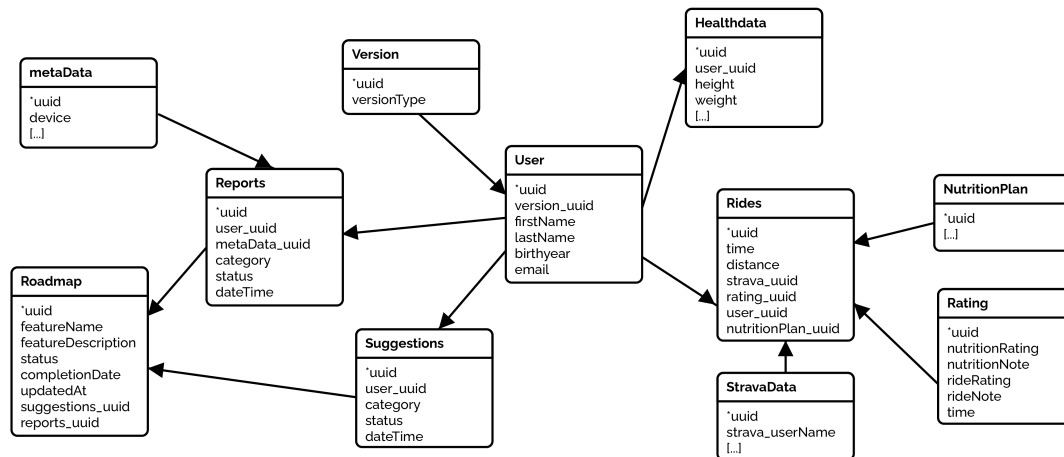 metaData
*uuid
device
[...]
Version
*uuid
versionType
Healthdata
*uuid
user_uuid
height
weight
[...]
Reports
*uuid
user_uuid
metaData_uuid
category
status
dateTime
User
*uuid
version_uuid
firstName
lastName
birthyear
email
Rides
*uuid
time
distance
strava_uuid
rating_uuid
user_uuid
nutritionPlan_uuid
NutritionPlan
*uuid
[...]
Roadmap
*uuid
featureName
featureDescription
status
completionDate
updatedAt
suggestions_uuid
reports_uuid
Suggestions
*uuid
user_uuid
category
status
dateTime
StravaData
*uuid
strava_userName
[...]
Rating
*uuid
nutritionRating
nutritionNote
rideRating
rideNote
time